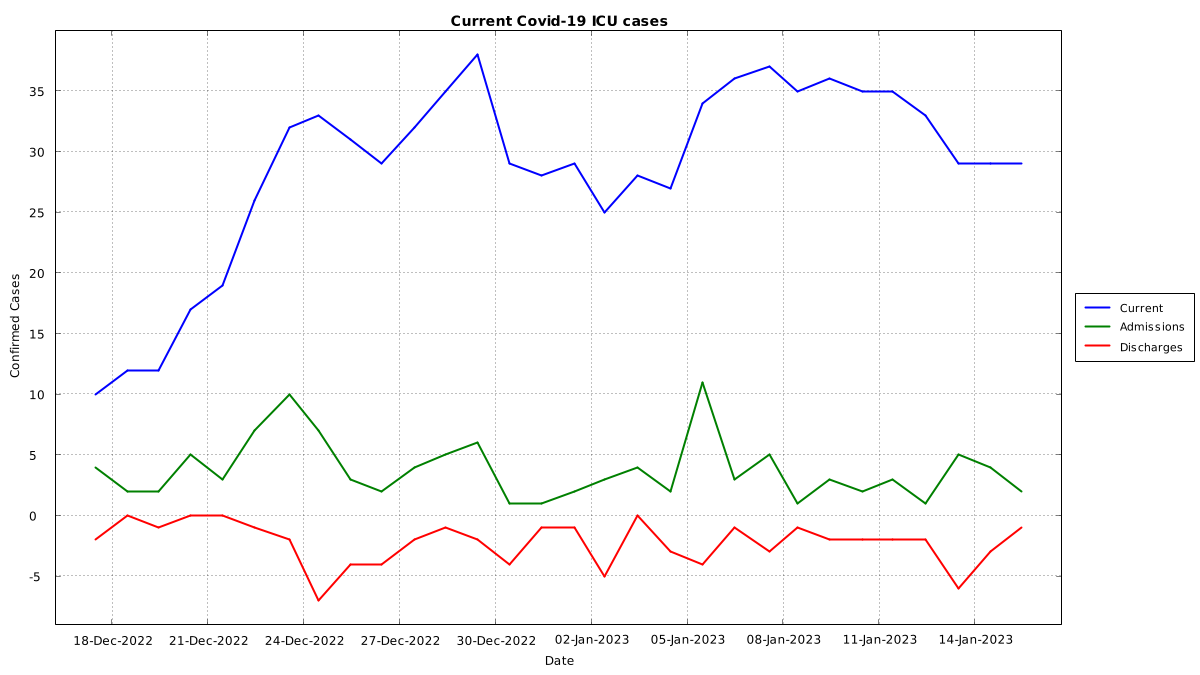 Current Covid-19 ICU cases
Confirmed Cases
35
30
25
20
15
10
5
0
-5
18-Dec-2022 21-Dec-2022 24-Dec-2022 27-Dec-2022 30-Dec-2022 02-Jan-2023 05-Jan-2023 08-Jan-2023 11-Jan-2023 14-Jan-2023
Date
Current
Admissions
Discharges